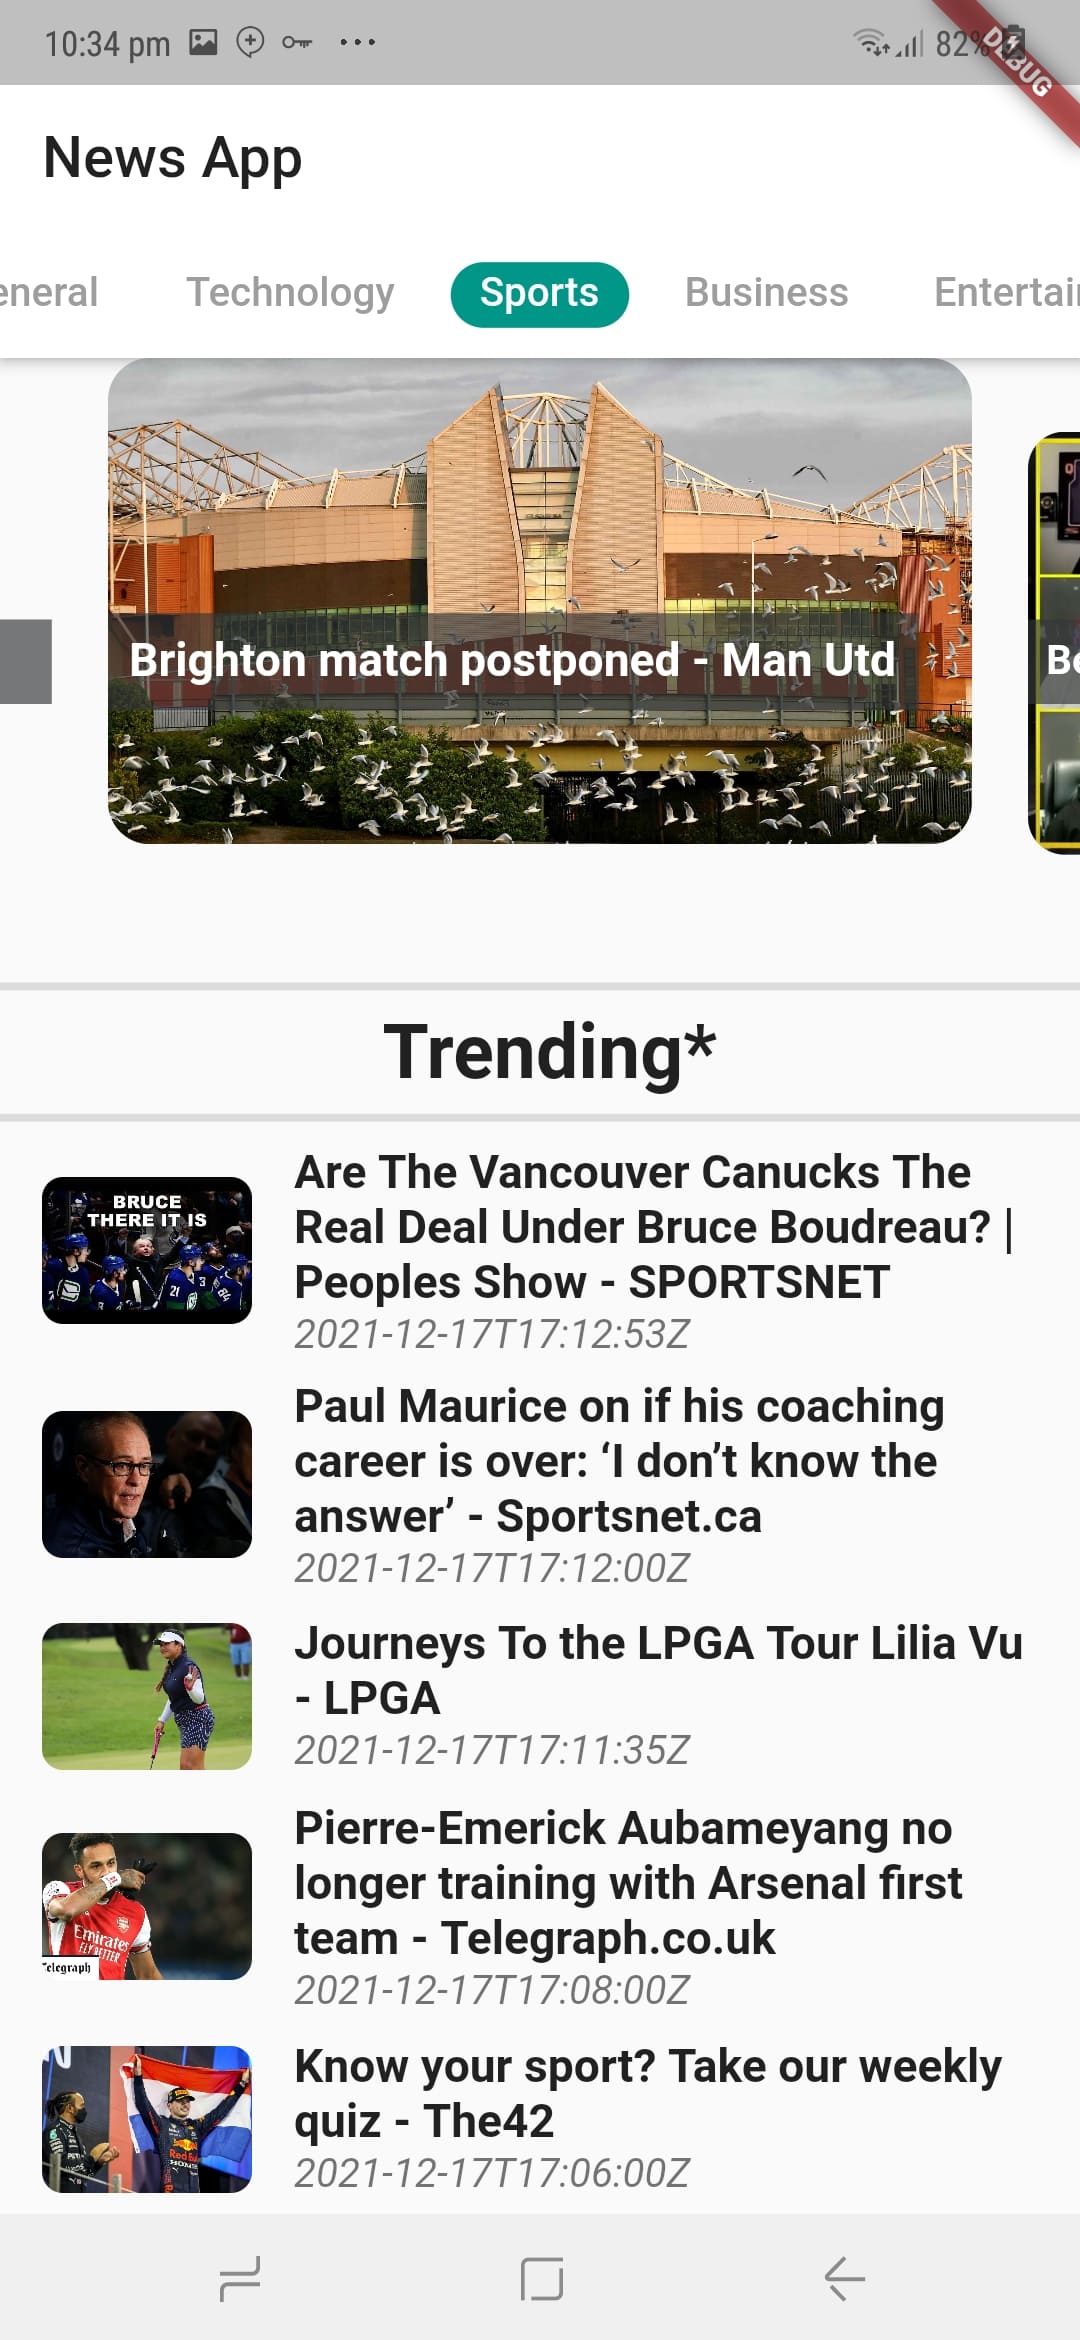 10:34 pm
82%
DEBUG
News App
eneral Technology Sports Business Entertai
Brighton match postponed - Man Utd
Trending*
BRUCE
THERE IT IS
Are The Vancouver Canucks The
Real Deal Under Bruce Boudreau? |
Peoples Show - SPORTSNET
2021-12-17T17:12:53Z
Paul Maurice on if his coaching
career is over: ‘I don’t know the
answer’ - Sportsnet.ca
2021-12-17T17:12:00Z
Journeys To the LPGA Tour Lilia Vu
- LPGA
2021-12-17T17:11:35Z
Emirates
FLY BETTER
Telegraph
Pierre-Emerick Aubameyang no
longer training with Arsenal first
team - Telegraph.co.uk
2021-12-17T17:08:00Z
Know your sport? Take our weekly
quiz - The42
2021-12-17T17:06:00Z